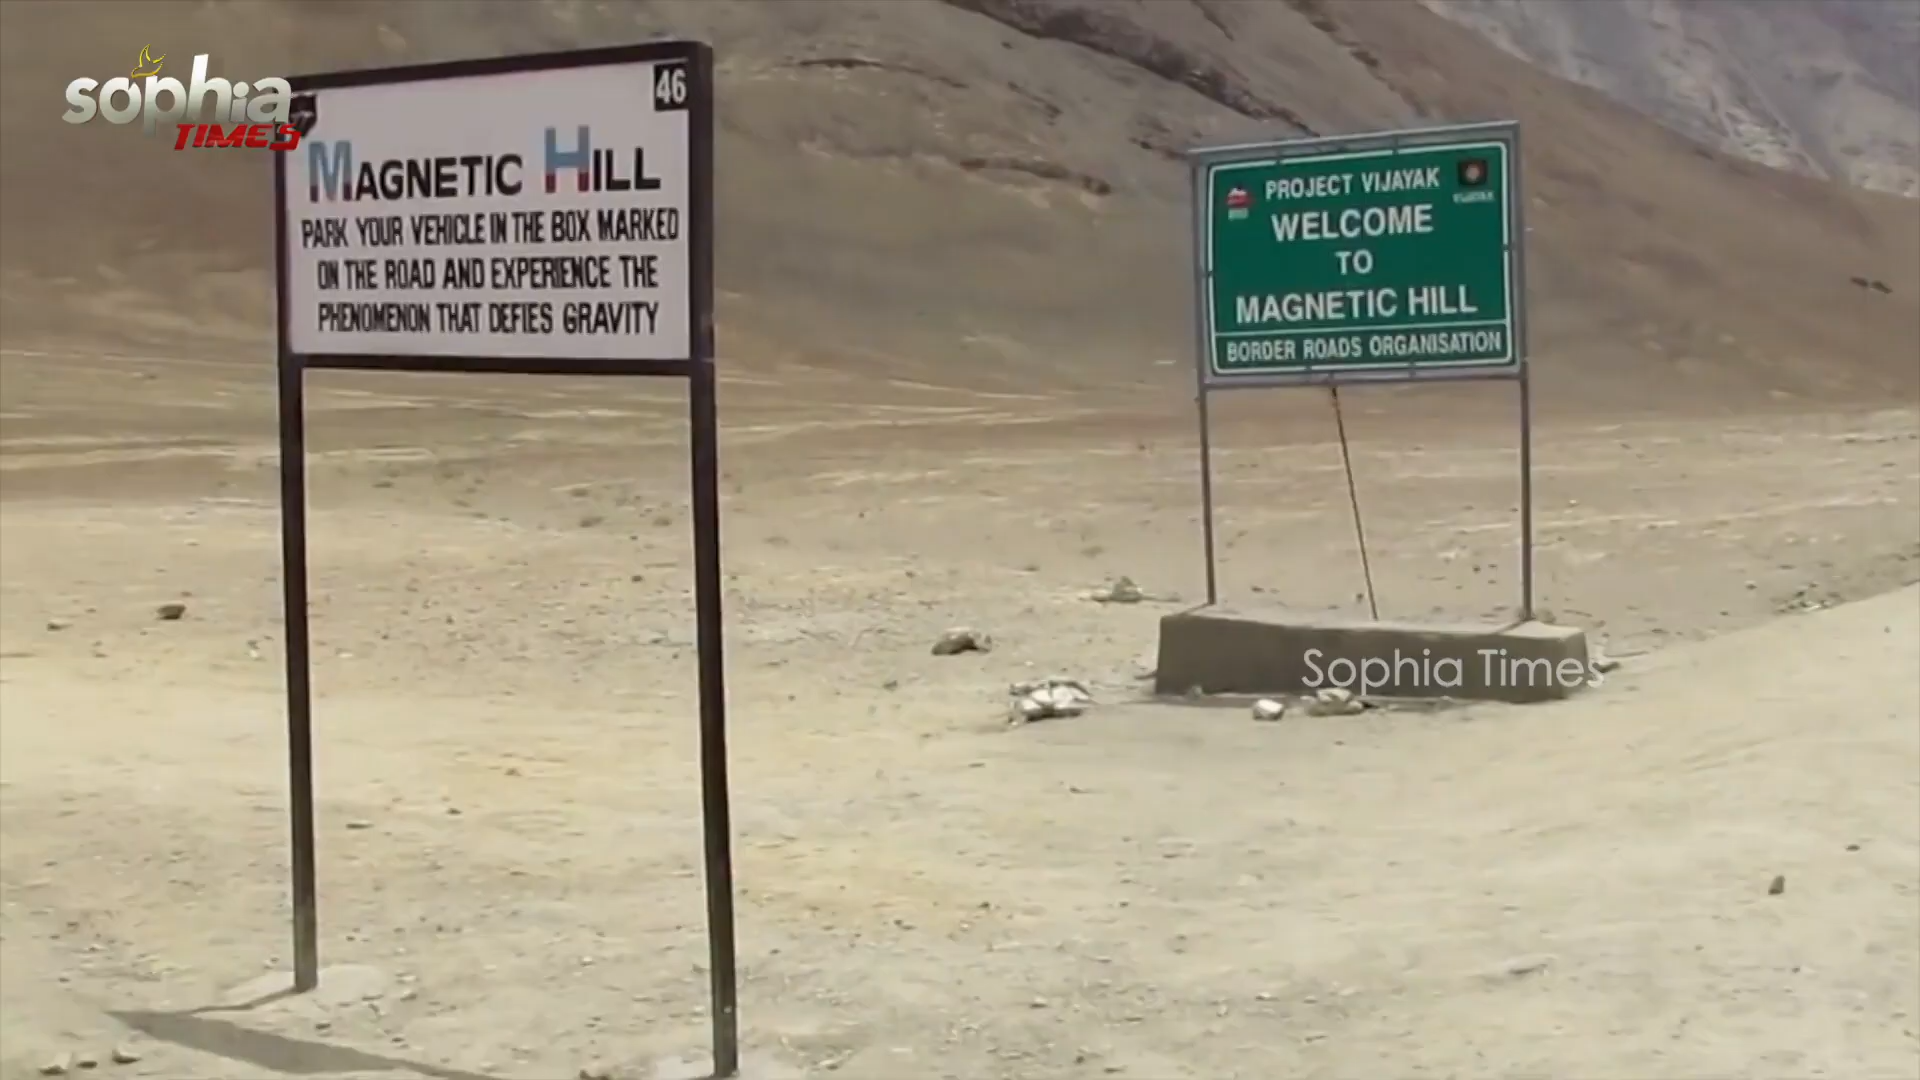 sophia
TIMES
46
MAGNETIC HILL
PARK YOUR VEHICLE IN THE BOX MARKED
ON THE ROAD AND EXPERIENCE THE
PHENOMENON THAT DEFIES GRAVITY
PROJECT VIJAYAK
VIJAYAK
WELCOME
TO
MAGNETIC HILL
BORDER ROADS ORGANISATION
Sophia Times